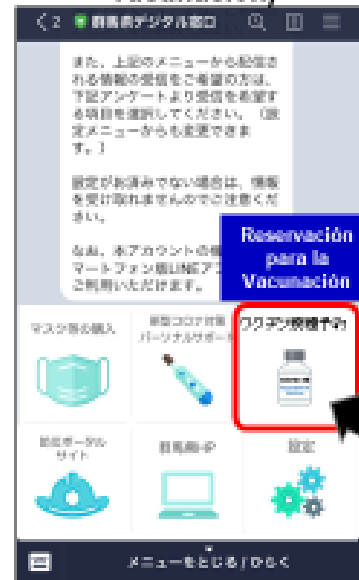 2 群馬県デジタル窓口
また、上記のメニューから配信さ
れる情報の受信をご希望の方は、
下記アンケートより受信を希望す
る項目を選択してください。（設
定メニューからも変更できま
す。）
設定がお済みでない場合は、情報
を受け取れませんのでご注意くだ
さい。
なお、本アカウントの機
マートフォン版LINEア
ご利用いただけます。
Reservación
para la
Vacunación
マスク等の購入
新型コロナ対策
パーソナルサポート
ワクチン接種予約
防災ポータル
サイト
群馬県HP
設定
メニューをとじる/ひらく